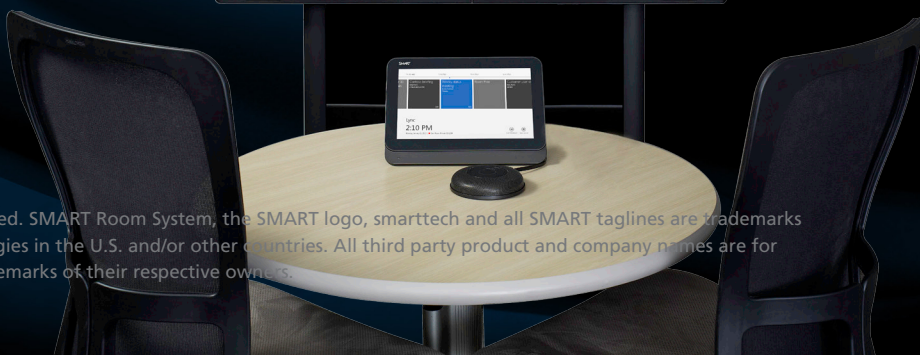 SMART
Lync
2:10 PM
ed. SMART Room System, the SMART logo, smarttech and all SMART taglines are trademarks
gies in the U.S. and/or other countries. All third party product and company names are for
emarks of their respective owners.